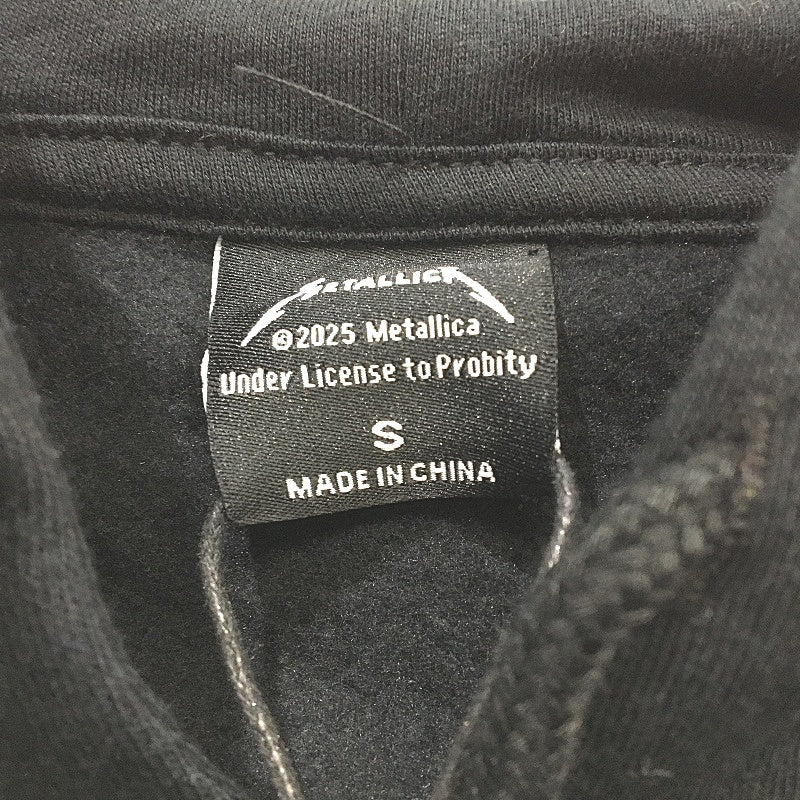 METALLICA
©2025 Metallica
Under License to Probity
S
MADE IN CHINA